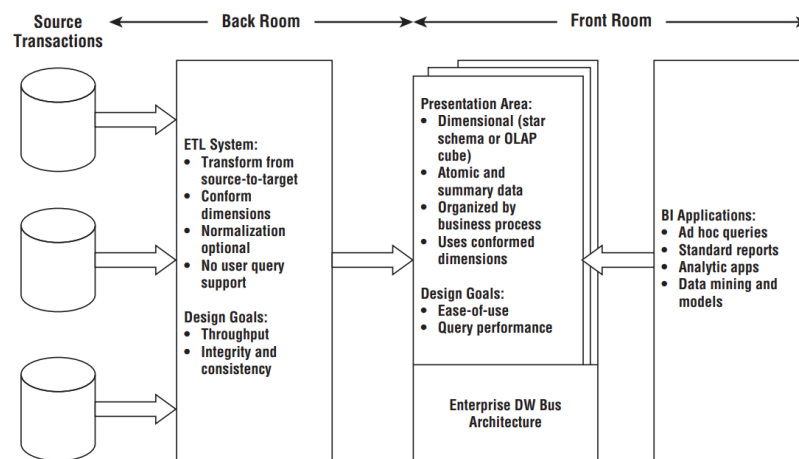 Source
Transactions
Back Room
Front Room
ETL System:
• Transform from
source-to-target
• Conform
dimensions
• Normalization
optional
• No user query
support
Design Goals:
• Throughput
• Integrity and
consistency
Presentation Area:
• Dimensional (star
schema or OLAP
cube)
• Atomic and
summary data
• Organized by
business process
• Uses conformed
dimensions
Design Goals:
• Ease-of-use
• Query performance
Enterprise DW Bus
Architecture
BI Applications:
• Ad hoc queries
• Standard reports
• Analytic apps
• Data mining and
models